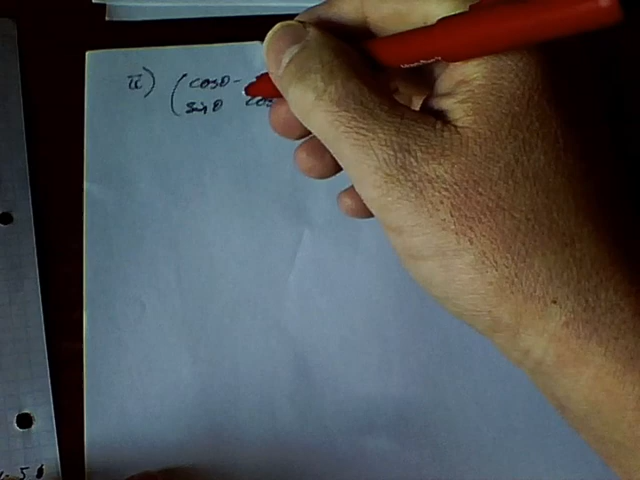 ii) ( cosθ -
sinθ cos